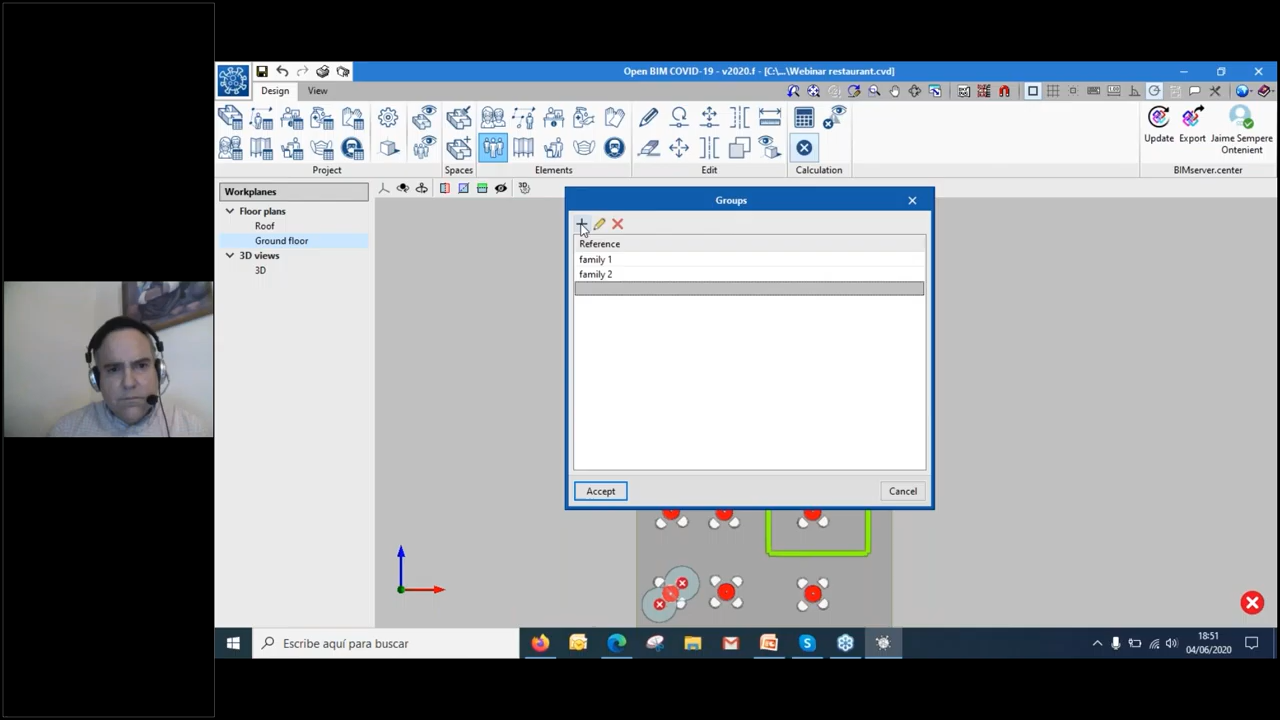 Open BIM COVID-19 - v2020.f - [C:\...\Webinar restaurant.cvd]
Design
View
Project
Spaces
Elements
Edit
Calculation
Update
Export
Jaime Sempere
Ontenient
BIMserver.center
Workplanes
Floor plans
Roof
Ground floor
3D views
3D
Groups
Reference
family 1
family 2
Accept
Cancel
Escribe aquí para buscar
18:51
04/06/2020